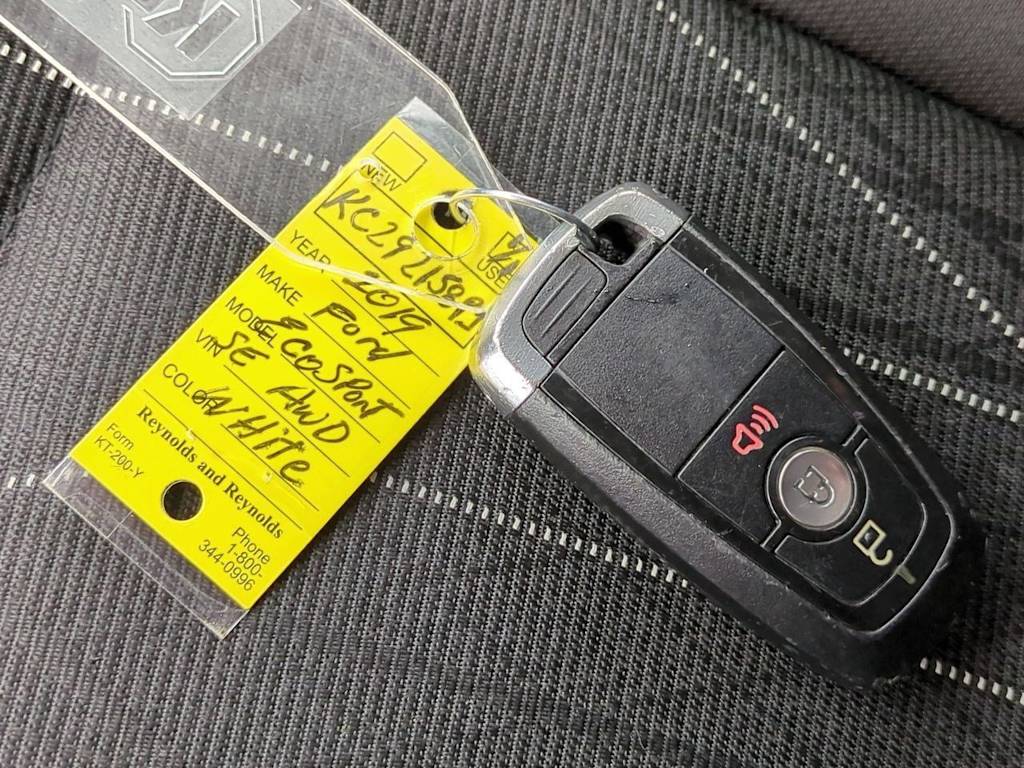 K
NEW
USED
KC292159A
YEAR 2019
MAKE Ford
MODEL ECOSPORT
VIN SE AWD
COLOR White
Reynolds and Reynolds
Form
KT-200-Y
Phone
1-800-
344-0996